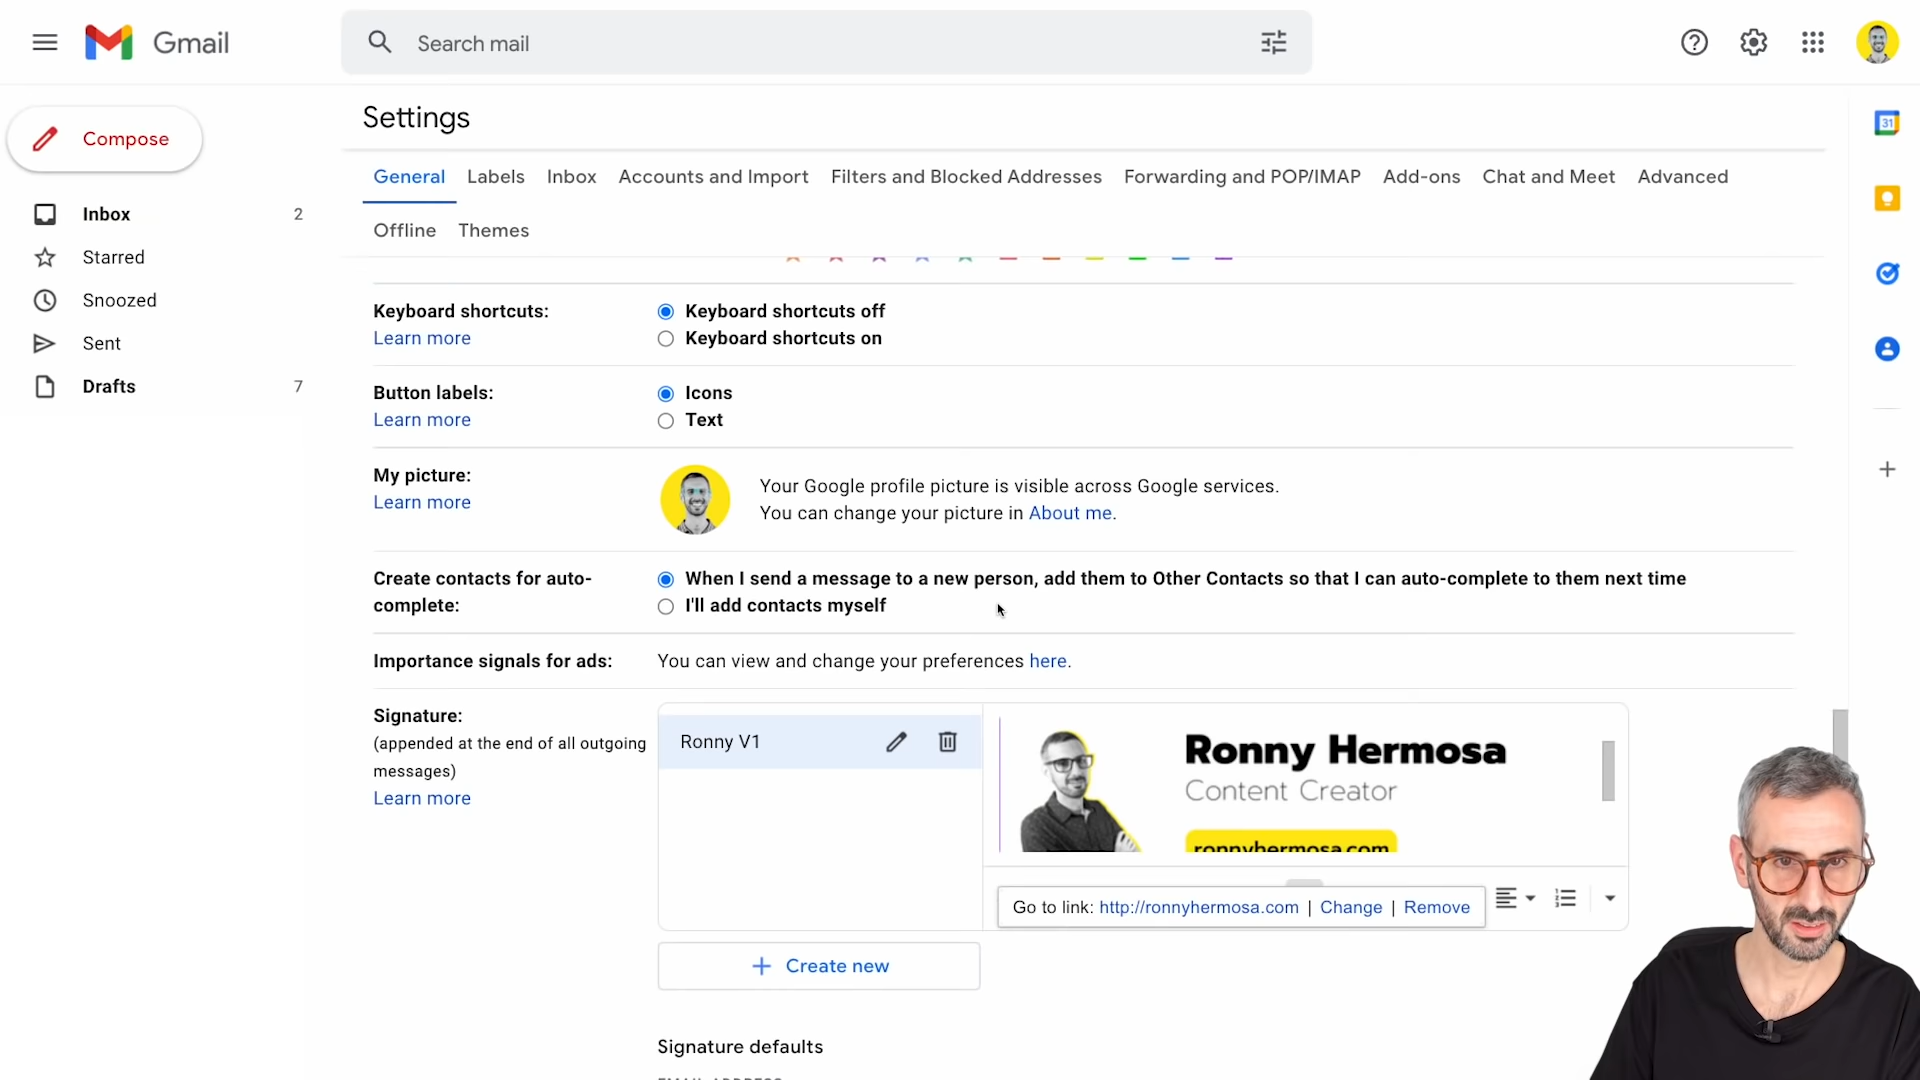 Gmail
Search mail
Compose
Inbox 2
Starred
Snoozed
Sent
Drafts 7
Settings
General Labels Inbox Accounts and Import Filters and Blocked Addresses Forwarding and POP/IMAP Add-ons Chat and Meet Advanced
Offline Themes
Keyboard shortcuts:
Learn more
Keyboard shortcuts off
Keyboard shortcuts on
Button labels:
Learn more
Icons
Text
My picture:
Learn more
Your Google profile picture is visible across Google services.
You can change your picture in About me.
Create contacts for auto-
complete:
When I send a message to a new person, add them to Other Contacts so that I can auto-complete to them next time
I'll add contacts myself
Importance signals for ads:
You can view and change your preferences here.
Signature:
(appended at the end of all outgoing
messages)
Learn more
Ronny V1
Ronny Hermosa
Content Creator
ronnyhermosa.com
Go to link: http://ronnyhermosa.com | Change | Remove
Create new
Signature defaults
EMAIL ADDRESS
31